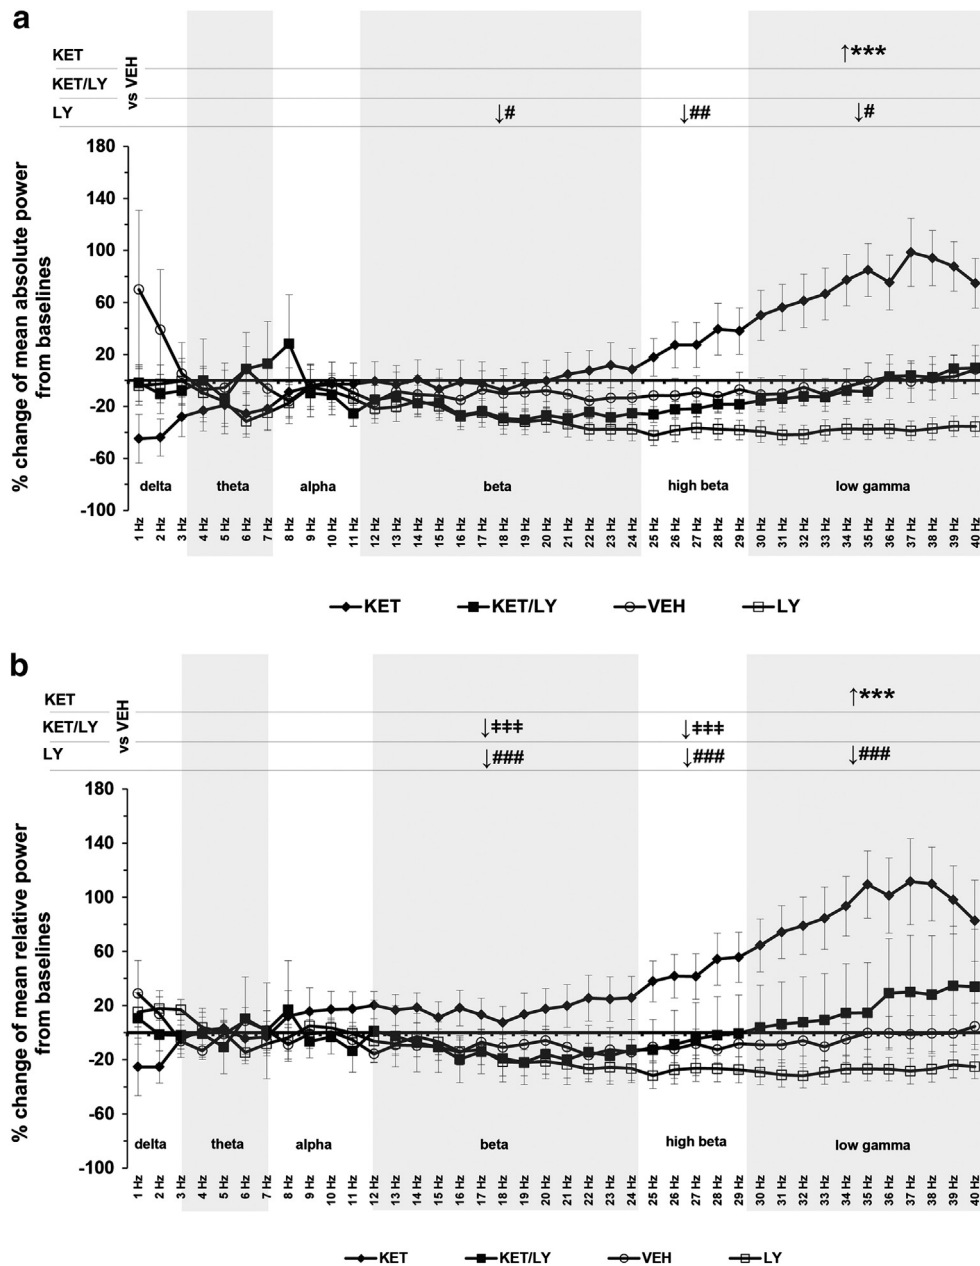 a
KET
↑***
KET/LY
vs VEH
LY
↓#
↓##
↓#
% change of mean absolute power
from baselines
180
140
100
60
20
-20
-60
-100
delta
theta
alpha
beta
high beta
low gamma
1 Hz
2 Hz
3 Hz
4 Hz
5 Hz
6 Hz
7 Hz
8 Hz
9 Hz
10 Hz
11 Hz
12 Hz
13 Hz
14 Hz
15 Hz
16 Hz
17 Hz
18 Hz
19 Hz
20 Hz
21 Hz
22 Hz
23 Hz
24 Hz
25 Hz
26 Hz
27 Hz
28 Hz
29 Hz
30 Hz
31 Hz
32 Hz
33 Hz
34 Hz
35 Hz
36 Hz
37 Hz
38 Hz
39 Hz
40 Hz
KET
KET/LY
VEH
LY
b
KET
↑***
KET/LY
vs VEH
↓‡‡‡
↓‡‡‡
LY
↓###
↓###
↓###
% change of mean relative power
from baselines
180
140
100
60
20
-20
-60
-100
delta
theta
alpha
beta
high beta
low gamma
1 Hz
2 Hz
3 Hz
4 Hz
5 Hz
6 Hz
7 Hz
8 Hz
9 Hz
10 Hz
11 Hz
12 Hz
13 Hz
14 Hz
15 Hz
16 Hz
17 Hz
18 Hz
19 Hz
20 Hz
21 Hz
22 Hz
23 Hz
24 Hz
25 Hz
26 Hz
27 Hz
28 Hz
29 Hz
30 Hz
31 Hz
32 Hz
33 Hz
34 Hz
35 Hz
36 Hz
37 Hz
38 Hz
39 Hz
40 Hz
KET
KET/LY
VEH
LY